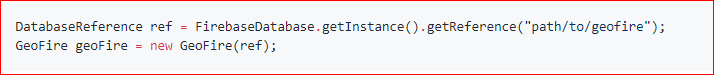 DatabaseReference ref = FirebaseDatabase.getInstance().getReference("path/to/geofire");
GeoFire geoFire = new GeoFire(ref);